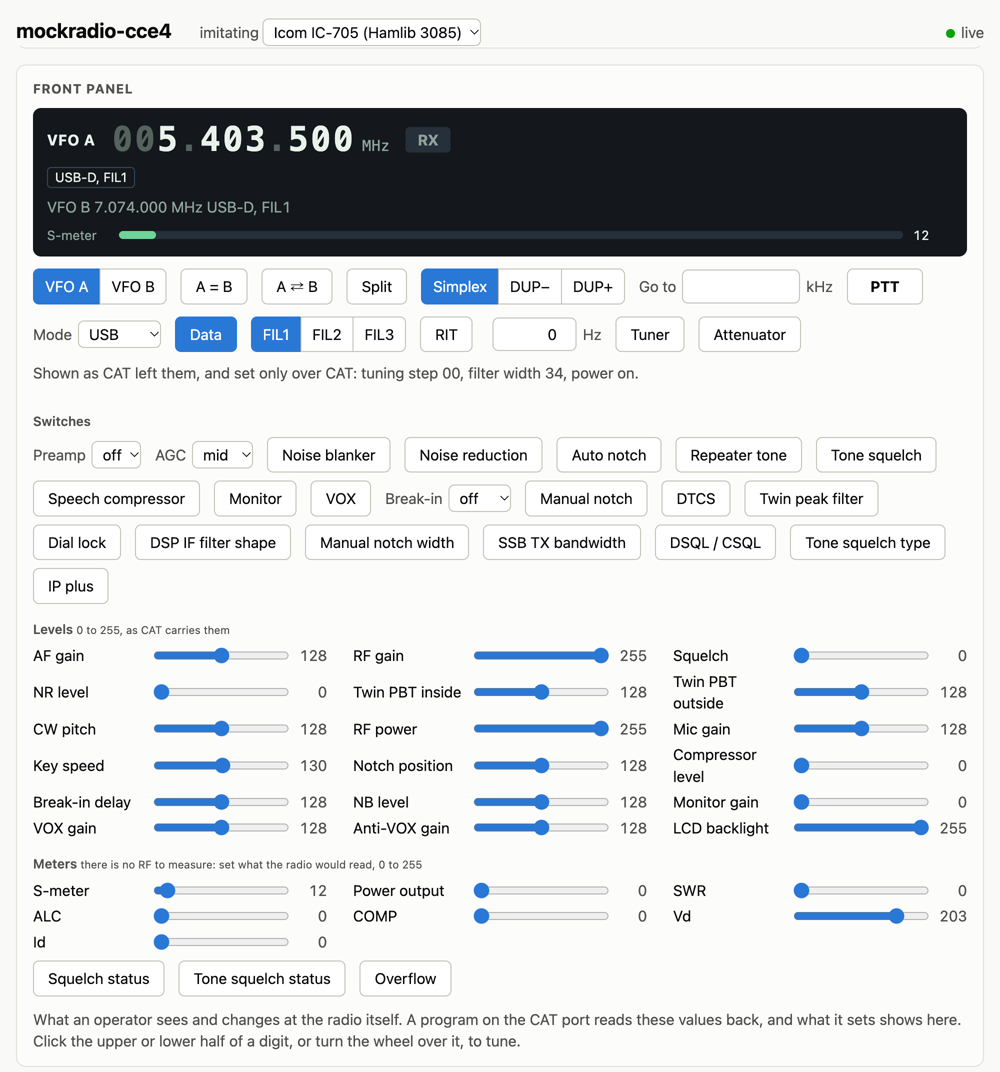 mockradio-cce4 imitating Icom IC-705 (Hamlib 3085) live
FRONT PANEL
VFO A 005.403.500 MHz RX
USB-D, FIL1
VFO B 7.074.000 MHz USB-D, FIL1
S-meter 12
VFO A VFO B A = B A ⇄ B Split Simplex DUP− DUP+ Go to kHz PTT
Mode USB Data FIL1 FIL2 FIL3 RIT 0 Hz Tuner Attenuator
Shown as CAT left them, and set only over CAT: tuning step 00, filter width 34, power on.
Switches
Preamp off AGC mid Noise blanker Noise reduction Auto notch Repeater tone Tone squelch
Speech compressor Monitor VOX Break-in off Manual notch DTCS Twin peak filter
Dial lock DSP IF filter shape Manual notch width SSB TX bandwidth DSQL / CSQL Tone squelch type
IP plus
Levels 0 to 255, as CAT carries them
AF gain 128 RF gain 255 Squelch 0
NR level 0 Twin PBT inside 128 Twin PBT outside 128
CW pitch 128 RF power 255 Mic gain 128
Key speed 130 Notch position 128 Compressor level 0
Break-in delay 128 NB level 128 Monitor gain 0
VOX gain 128 Anti-VOX gain 128 LCD backlight 255
Meters there is no RF to measure: set what the radio would read, 0 to 255
S-meter 12 Power output 0 SWR 0
ALC 0 COMP 0 Vd 203
Id 0
Squelch status Tone squelch status Overflow
What an operator sees and changes at the radio itself. A program on the CAT port reads these values back, and what it sets shows here.
Click the upper or lower half of a digit, or turn the wheel over it, to tune.